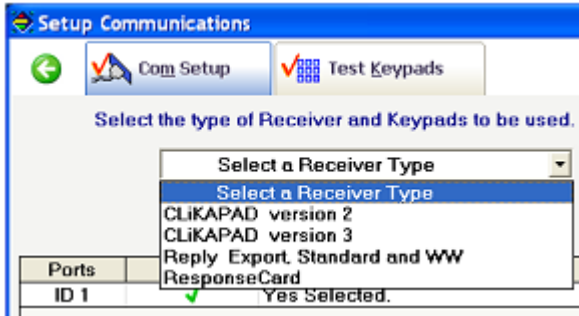 Setup Communications
Com Setup
Test Keypads
Select the type of Receiver and Keypads to be used.
Select a Receiver Type
Select a Receiver Type
CLiKAPAD version 2
CLiKAPAD version 3
Reply Export, Standard and WW
ResponseCard
Ports
ID 1 Yes Selected.